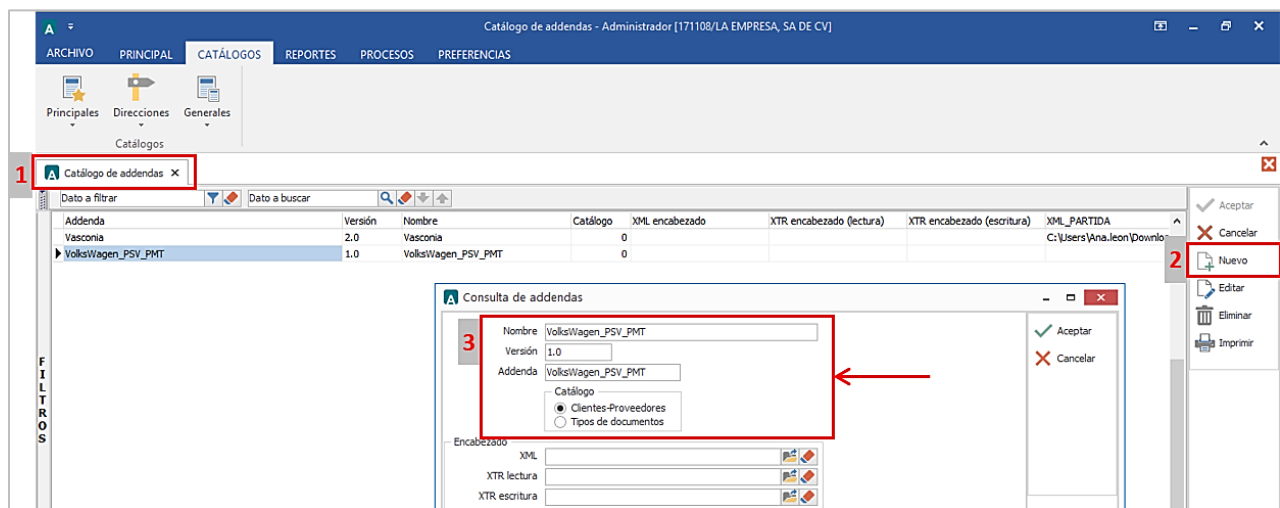 Catálogo de addendas - Administrador [171108/LA EMPRESA, SA DE CV]
ARCHIVO PRINCIPAL CATÁLOGOS REPORTES PROCESOS PREFERENCIAS
Principales Direcciones Generales
Catálogos
1 A Catálogo de addendas
Dato a filtrar Dato a buscar
Aceptar
Addenda Versión Nombre Catálogo XML encabezado XTR encabezado (lectura) XTR encabezado (escritura) XML_PARTIDA
Vasconia 2.0 Vasconia 0 C:\Users\Ana.leon\Downloa
Cancelar
VolksWagen_PSV_PMT 1.0 VolksWagen_PSV_PMT 0
2 Nuevo
Editar
Eliminar
Imprimir
A Consulta de addendas
3
Nombre VolksWagen_PSV_PMT
Versión 1.0
Addenda VolksWagen_PSV_PMT
Catálogo
Clientes-Proveedores
Tipos de documentos
Aceptar
Cancelar
Encabezado
XML
XTR lectura
XTR escritura
FILTROS